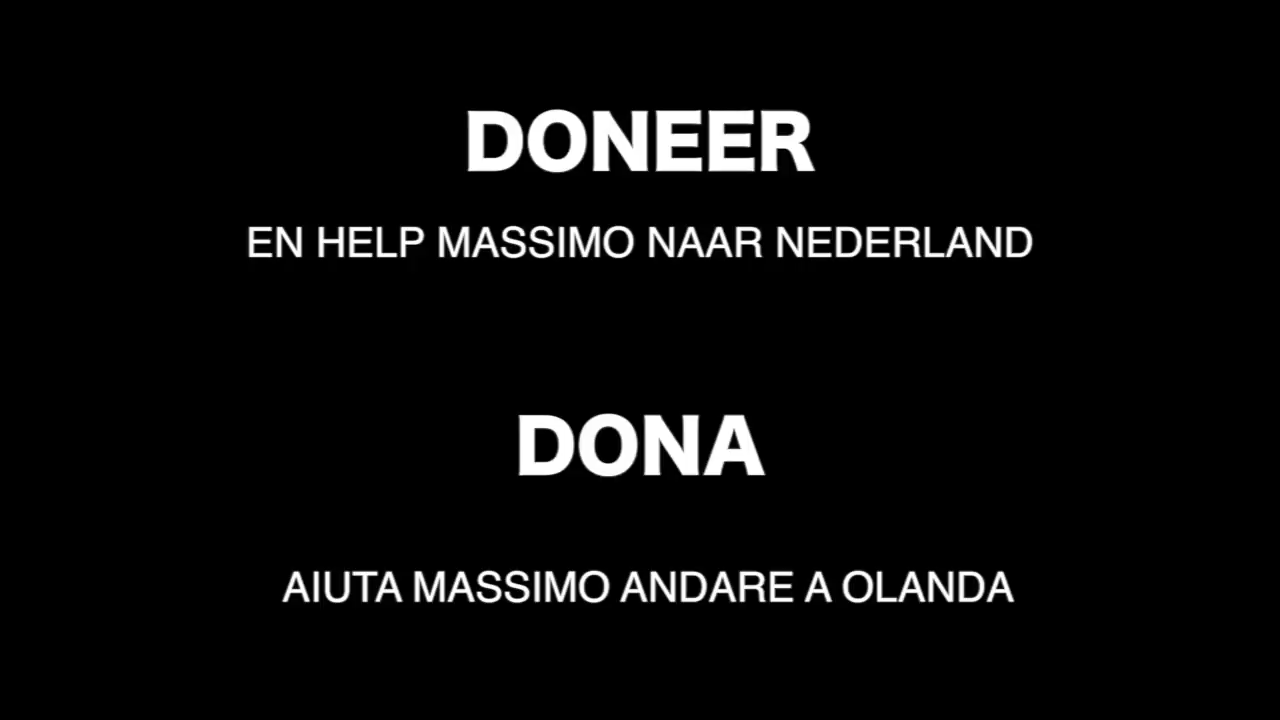 DONEER
EN HELP MASSIMO NAAR NEDERLAND
DONA
AIUTA MASSIMO ANDARE A OLANDA